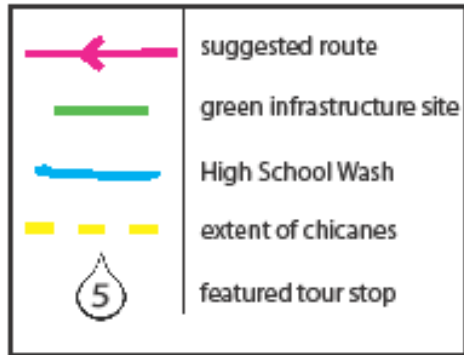 suggested route
green infrastructure site
High School Wash
extent of chicanes
5 featured tour stop